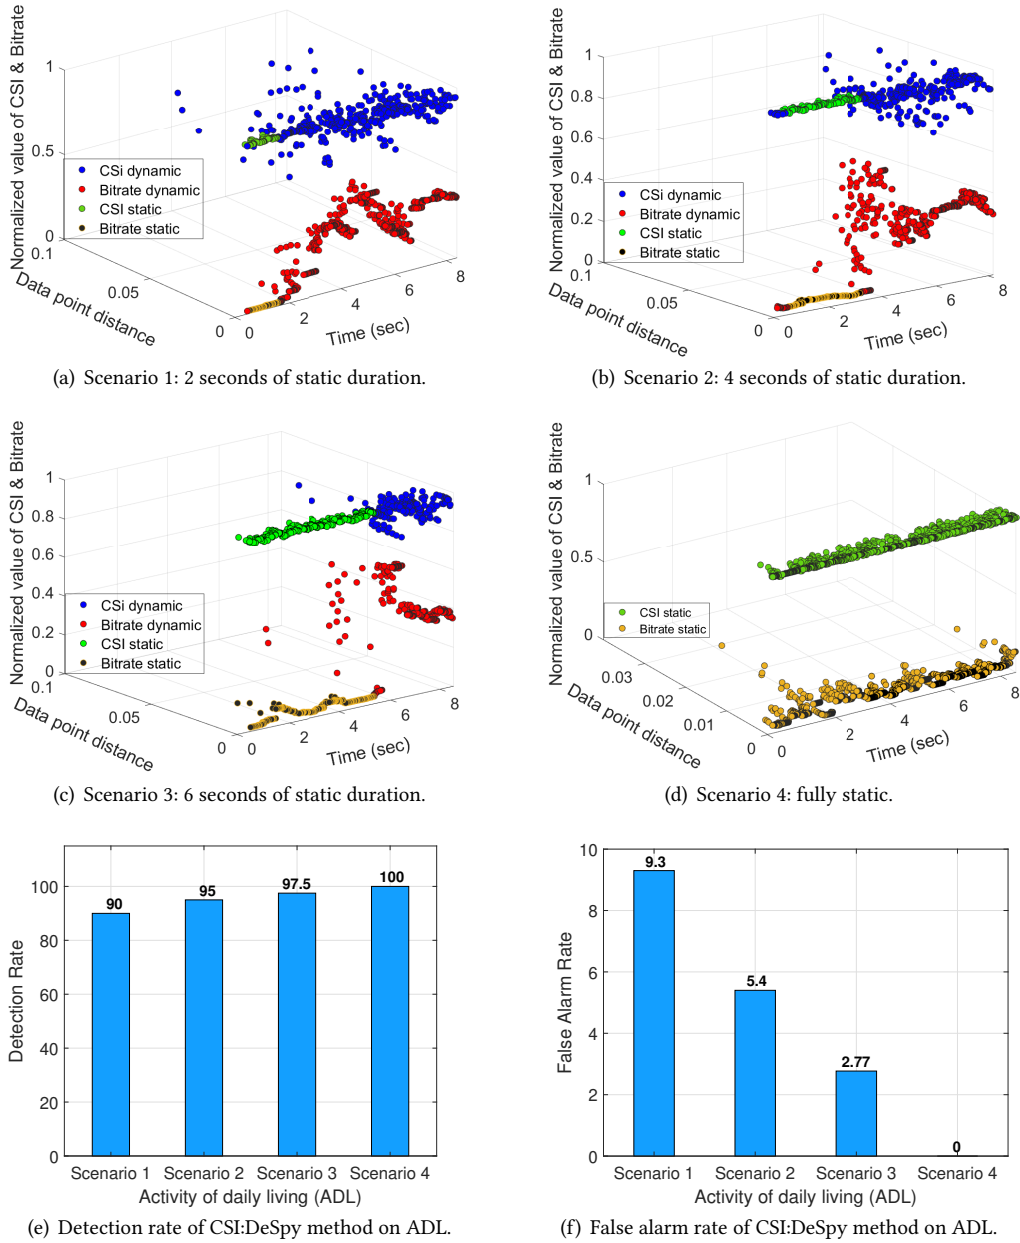 Normalized value of CSI & Bitrate
1
0.5
0
0.1
0.05
0
Data point distance
0
2
4
6
8
Time (sec)
CSi dynamic
Bitrate dynamic
CSI static
Bitrate static
(a) Scenario 1: 2 seconds of static duration.
Normalized value of CSI & Bitrate
1
0.8
0.6
0.4
0.2
0
0.1
0.05
0
Data point distance
0
2
4
6
8
Time (sec)
CSi dynamic
Bitrate dynamic
CSI static
Bitrate static
(b) Scenario 2: 4 seconds of static duration.
Normalized value of CSI & Bitrate
1
0.8
0.6
0.4
0.2
0
0.1
0.05
0
Data point distance
0
2
4
6
8
Time (sec)
CSi dynamic
Bitrate dynamic
CSI static
Bitrate static
(c) Scenario 3: 6 seconds of static duration.
Normalized value of CSI & Bitrate
1
0.5
0
0.03
0.02
0.01
0
Data point distance
0
2
4
6
8
Time (sec)
CSI static
Bitrate static
(d) Scenario 4: fully static.
Detection Rate
100
80
60
40
20
0
90
95
97.5
100
Scenario 1 Scenario 2 Scenario 3 Scenario 4
Activity of daily living (ADL)
(e) Detection rate of CSI:DeSpy method on ADL.
False Alarm Rate
10
8
6
4
2
0
9.3
5.4
2.77
0
Scenario 1 Scenario 2 Scenario 3 Scenario 4
Activity of daily living (ADL)
(f) False alarm rate of CSI:DeSpy method on ADL.